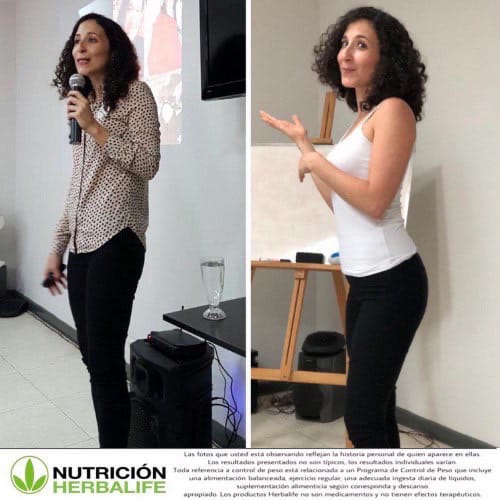 NUTRICIÓN
HERBALIFE
Las fotos que usted está observando reflejan la historia personal de quien aparece en ellas
Los resultados presentados no son típicos, los resultados individuales varían.
Toda referencia a control de peso está relacionada a un Programa de Control de Peso que incluye
una alimentación balanceada, ejercicio regular, una adecuada ingesta diaria de líquidos,
suplementación alimenticia según corresponda y descanso
apropiado. Los productos Herbalife no son medicamentos y no tienen efectos terapéuticos.